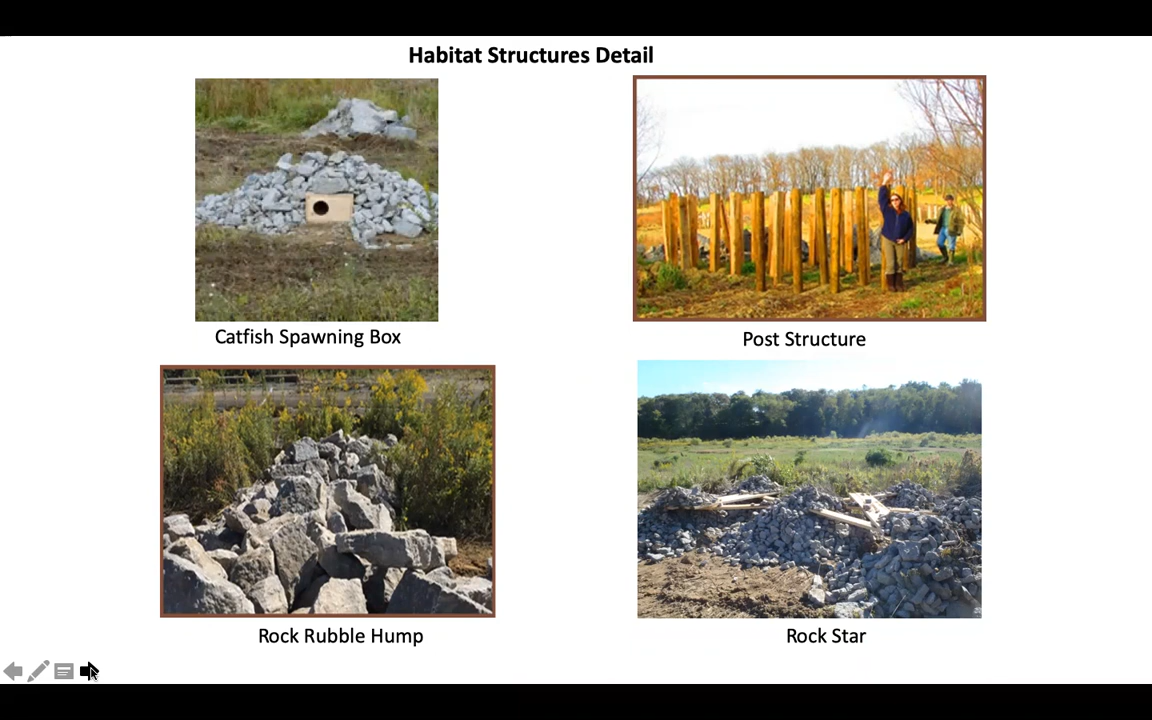 Habitat Structures Detail
Catfish Spawning Box
Post Structure
Rock Rubble Hump
Rock Star